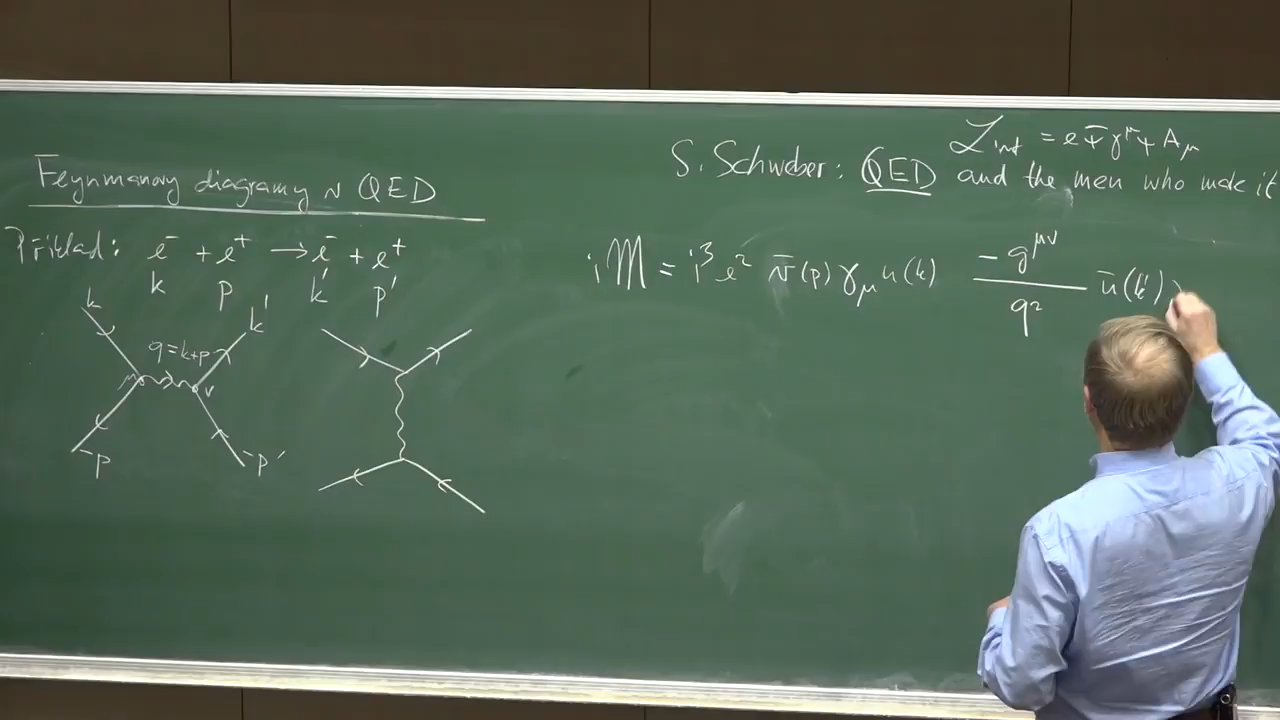 Feynmanovy diagramy v QED
Příklad: e⁻ + e⁺ → e⁻ + e⁺
k p k' p'
k
k'
q=k+p
μ ν
-p
-p'
ℒ_int = e ψ̄ γ^μ ψ A_μ
S. Schweber: QED and the men who make it
iℳ = i³ e² v̄(p) γ_μ u(k) -g^{μν} / q² ū(k')